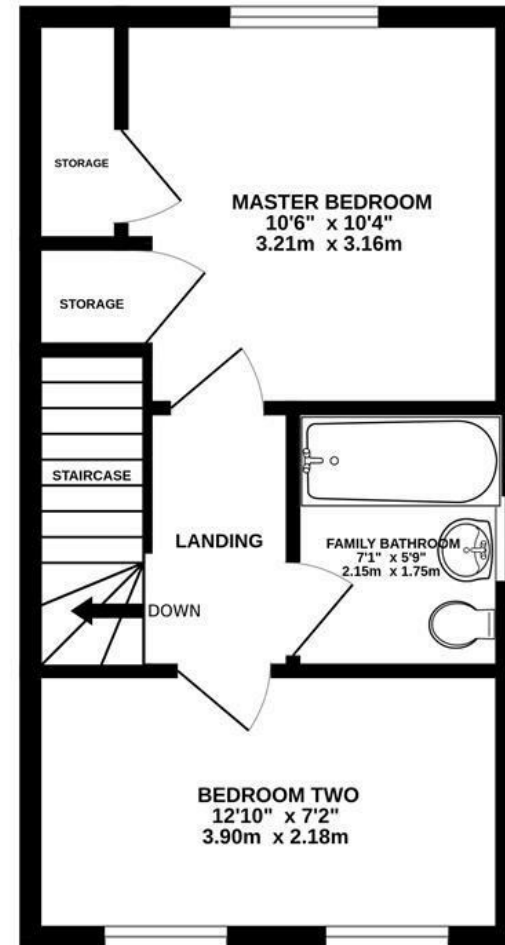 STORAGE
MASTER BEDROOM
10'6" x 10'4"
3.21m x 3.16m
STORAGE
STAIRCASE
LANDING
FAMILY BATHROOM
7'1" x 5'9"
2.15m x 1.75m
DOWN
BEDROOM TWO
12'10" x 7'2"
3.90m x 2.18m